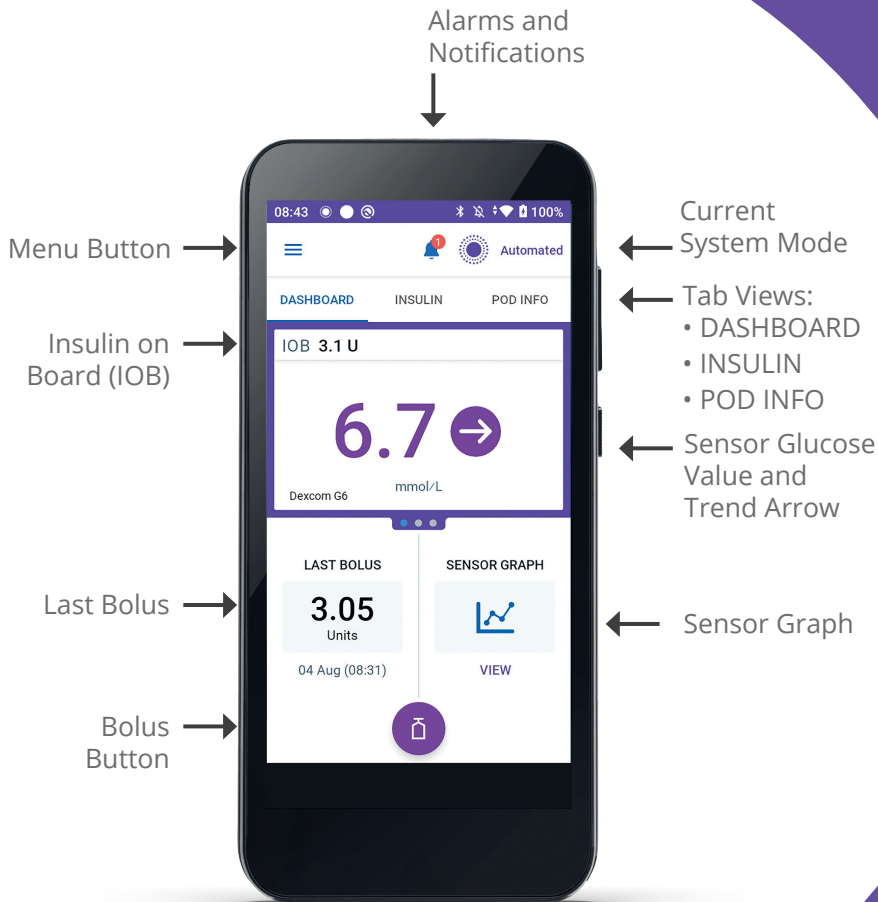 Alarms and
Notifications
08:43
100%
Menu Button
1
Automated
Current
System Mode
DASHBOARD
INSULIN
POD INFO
Tab Views:
• DASHBOARD
• INSULIN
• POD INFO
Insulin on
Board (IOB)
IOB 3.1 U
6.7
mmol/L
Dexcom G6
Sensor Glucose
Value and
Trend Arrow
LAST BOLUS
SENSOR GRAPH
Last Bolus
3.05
Units
Sensor Graph
04 Aug (08:31)
VIEW
Bolus
Button